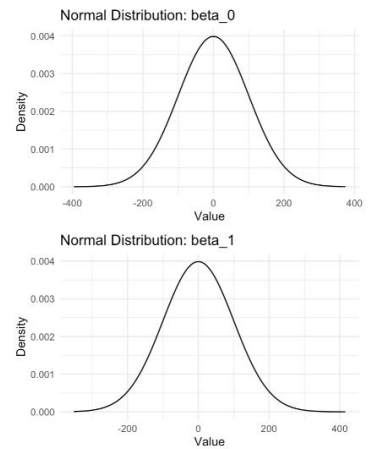 Normal Distribution: beta_0
0.004
0.003
0.002
0.001
0.000
Density
-400 -200 0 200 400
Value
Normal Distribution: beta_1
0.004
0.003
0.002
0.001
0.000
Density
-200 0 200 400
Value